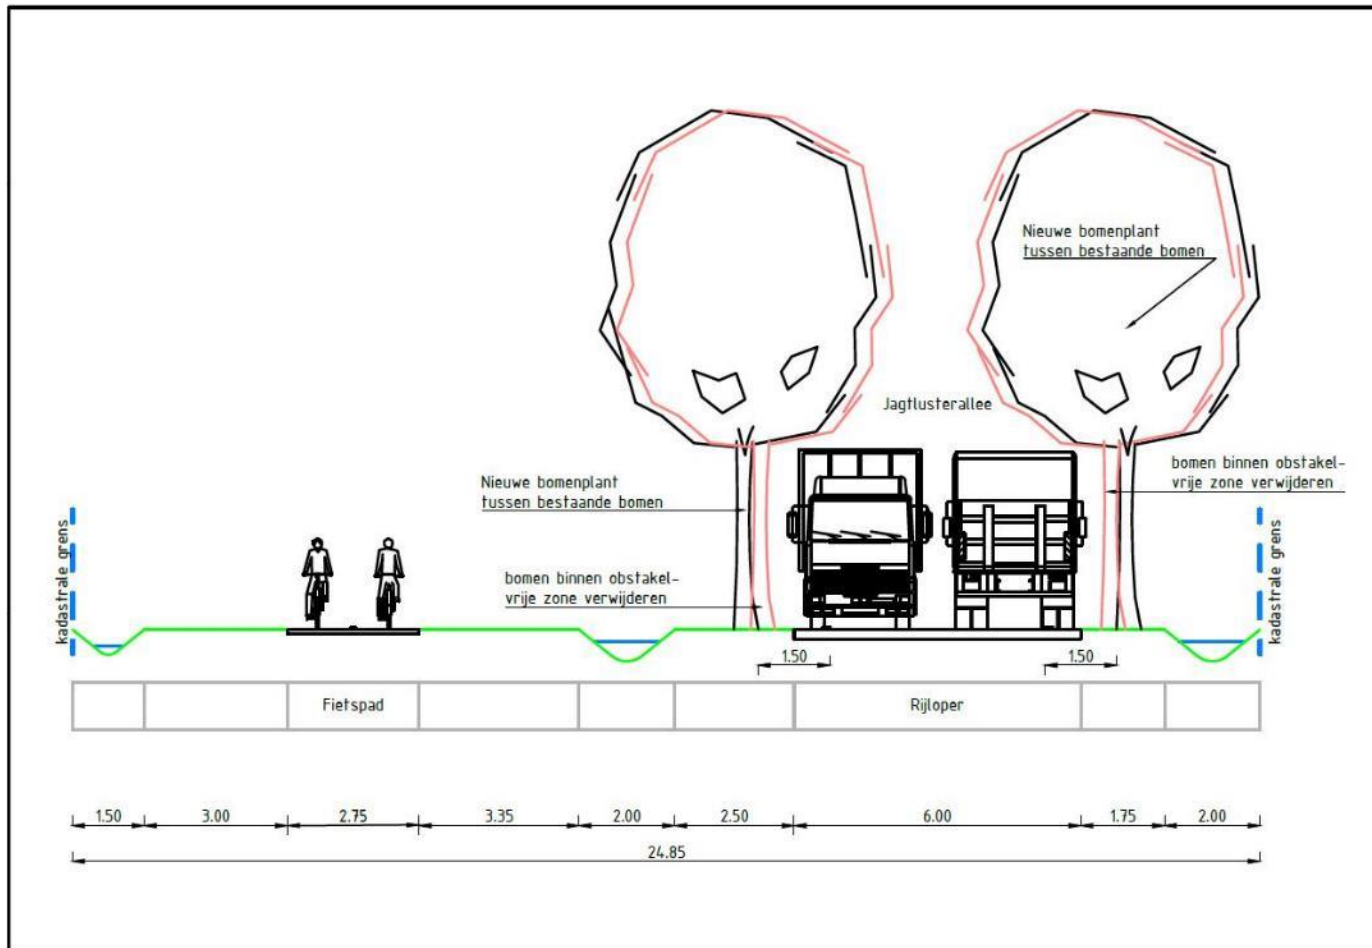 Nieuwe bomenplant
tussen bestaande bomen
Jagtlusterallee
bomen binnen obstakel-
vrije zone verwijderen
Nieuwe bomenplant
tussen bestaande bomen
bomen binnen obstakel-
vrije zone verwijderen
kadastrale grens
kadastrale grens
1.50
1.50
Fietspad
Rijloper
1.50
3.00
2.75
3.35
2.00
2.50
6.00
1.75
2.00
24.85